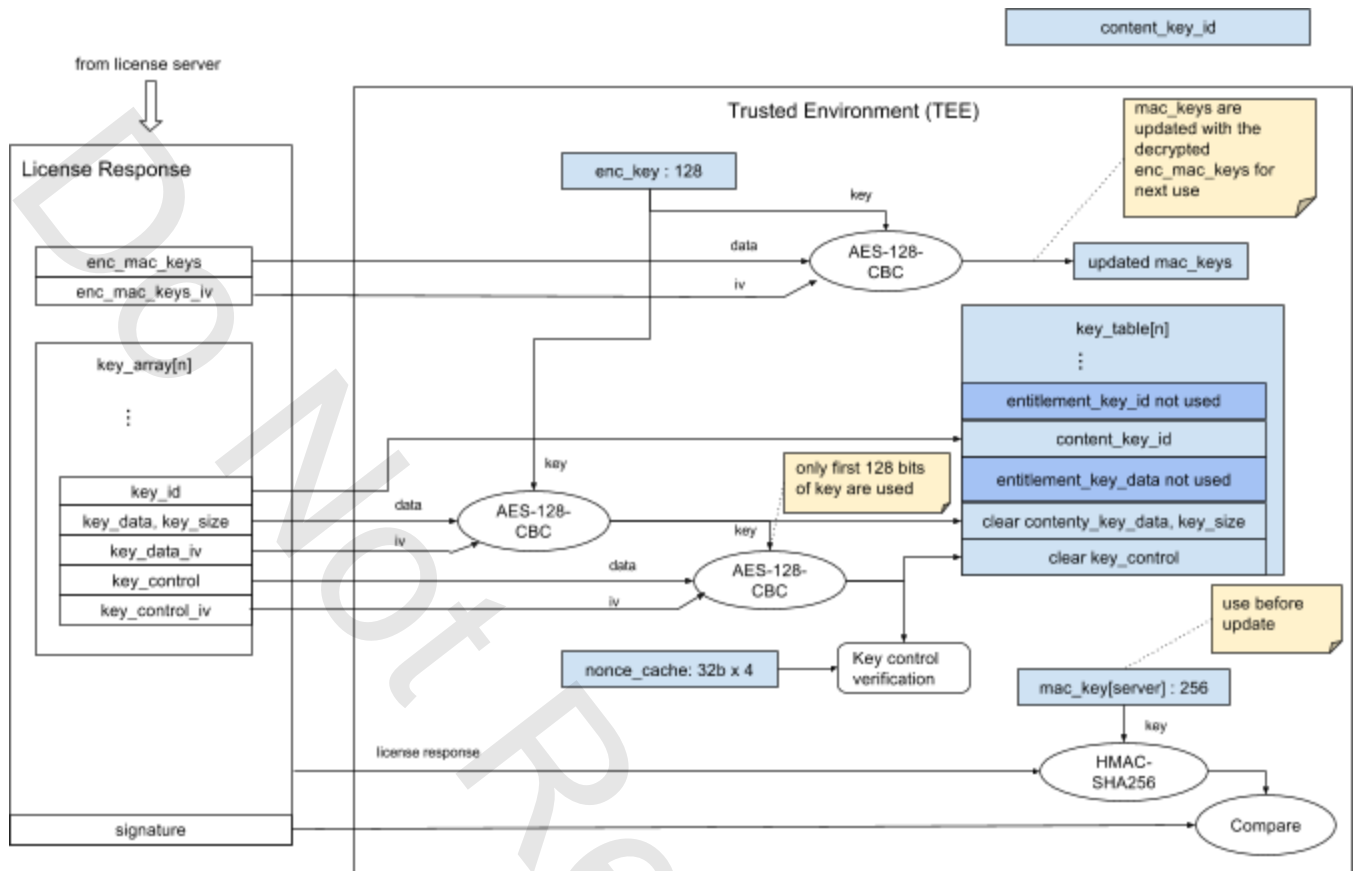 content_key_id
from license server
Trusted Environment (TEE)
mac_keys are
updated with the
decrypted
enc_mac_keys for
next use
License Response
enc_key : 128
key
enc_mac_keys
data
AES-128-
CBC
updated mac_keys
enc_mac_keys_iv
iv
key_array[n]
⋮
key_table[n]
⋮
entitlement_key_id not used
content_key_id
entitlement_key_data not used
clear contenty_key_data, key_size
clear key_control
key
only first 128 bits
of key are used
key_id
key_data, key_size
key_data_iv
key_control
key_control_iv
data
iv
AES-128-
CBC
key
data
iv
AES-128-
CBC
use before
update
nonce_cache: 32b x 4
Key control
verification
mac_key[server] : 256
key
license response
HMAC-
SHA256
signature
Compare
Do Not Re